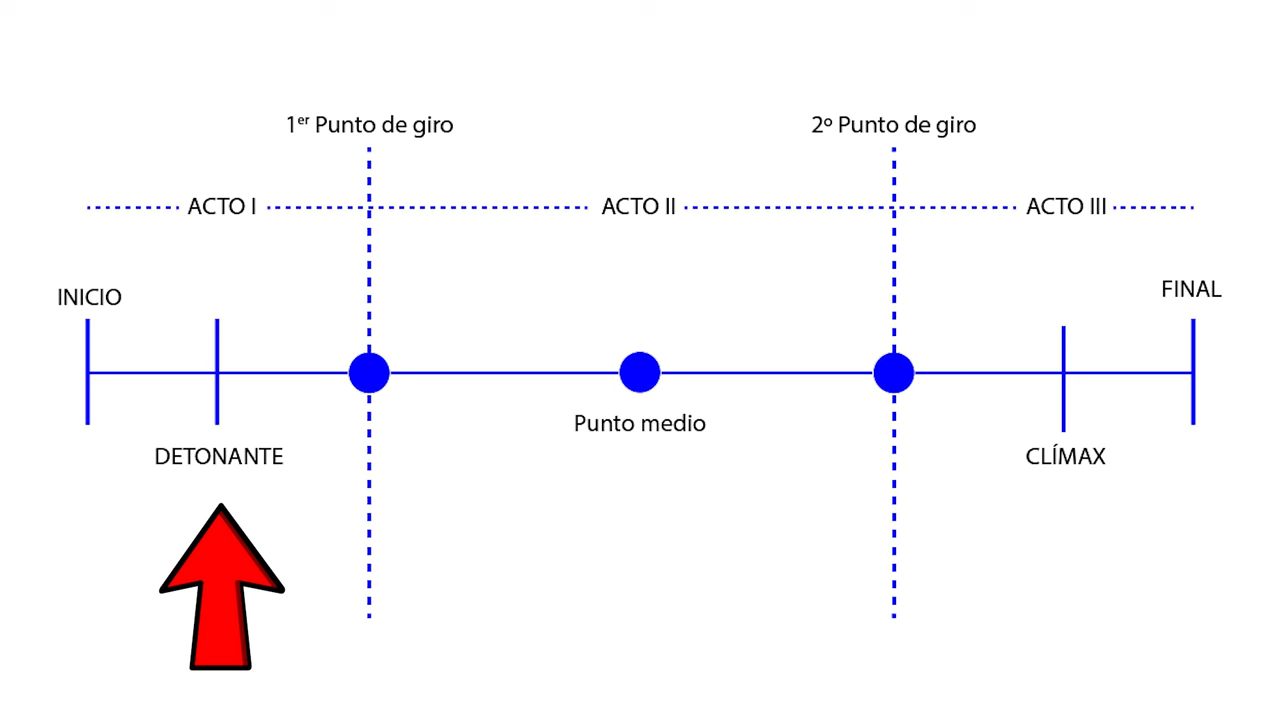 1er Punto de giro
2º Punto de giro
ACTO I
ACTO II
ACTO III
INICIO
FINAL
Punto medio
DETONANTE
CLÍMAX